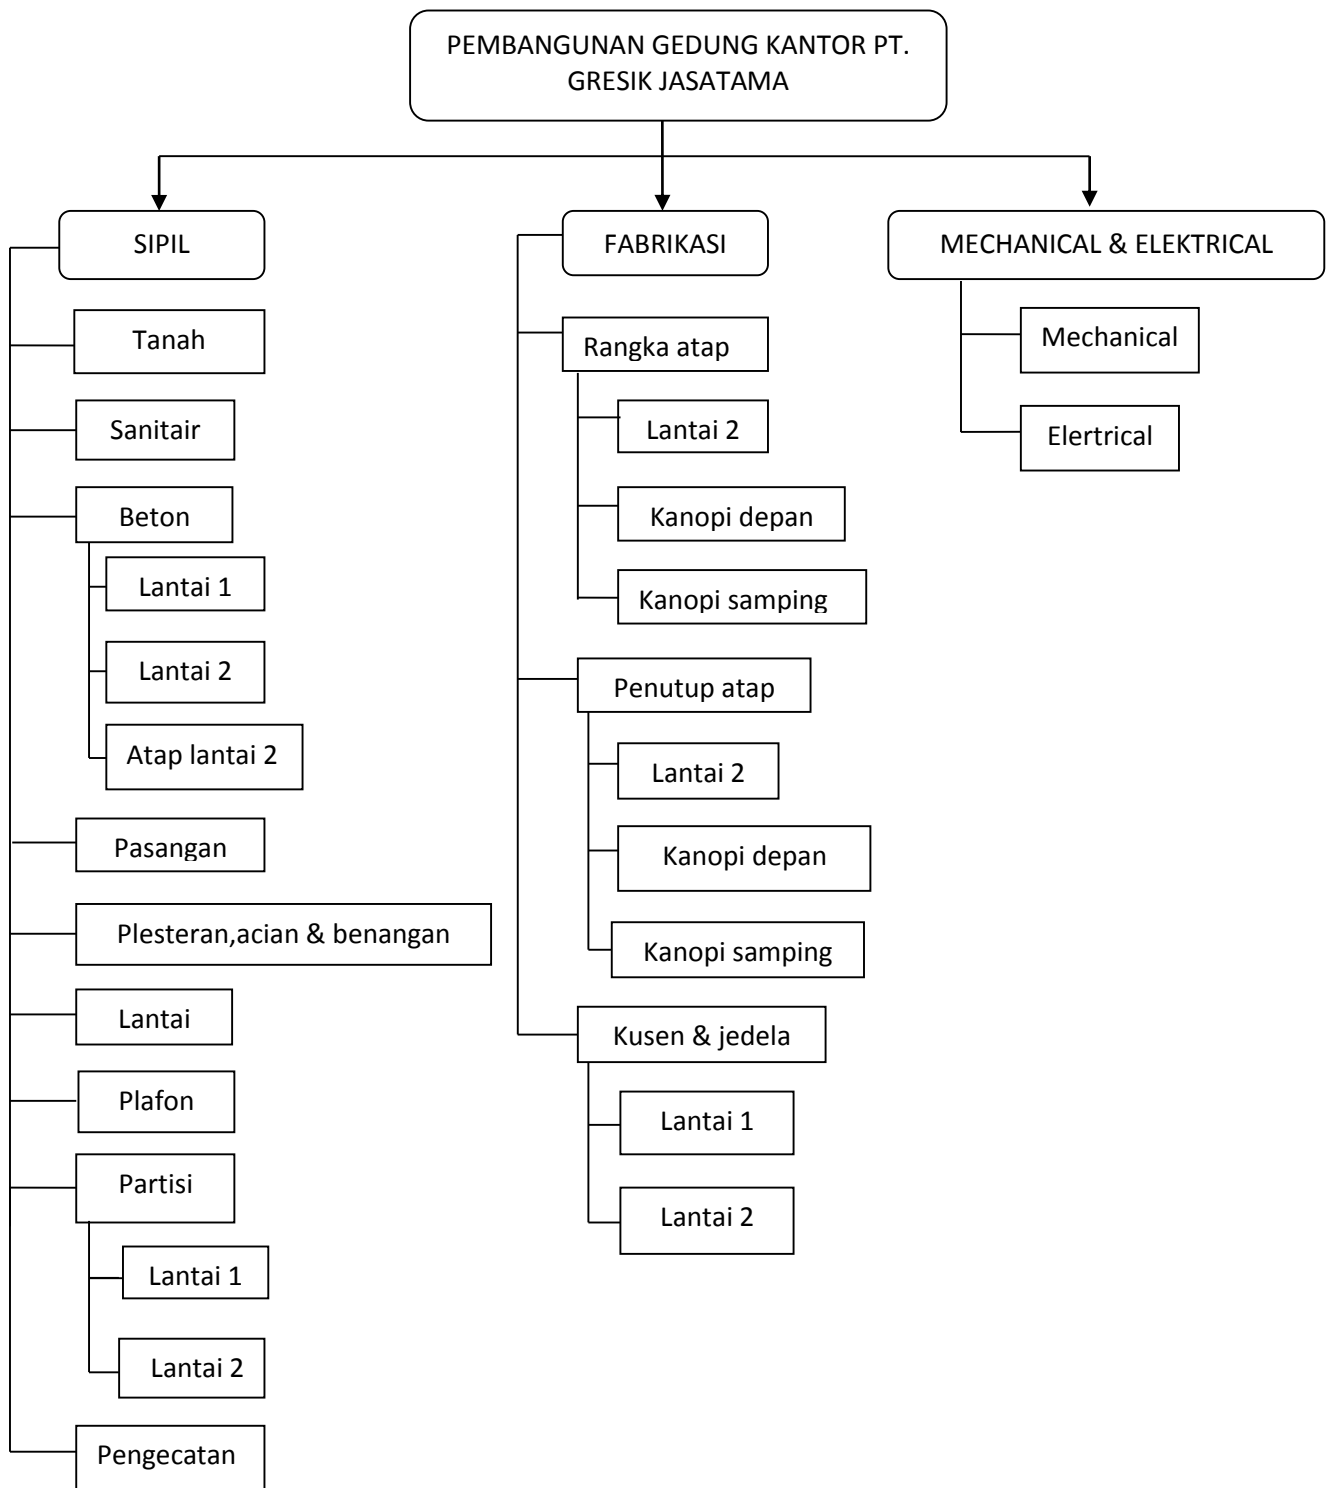 PEMBANGUNAN GEDUNG KANTOR PT.
GRESIK JASATAMA
SIPIL
Tanah
Sanitair
Beton
Lantai 1
Lantai 2
Atap lantai 2
Pasangan
Plesteran,acian & benangan
Lantai
Plafon
Partisi
Lantai 1
Lantai 2
Pengecatan
FABRIKASI
Rangka atap
Lantai 2
Kanopi depan
Kanopi samping
Penutup atap
Lantai 2
Kanopi depan
Kanopi samping
Kusen & jedela
Lantai 1
Lantai 2
MECHANICAL & ELEKTRICAL
Mechanical
Elertrical